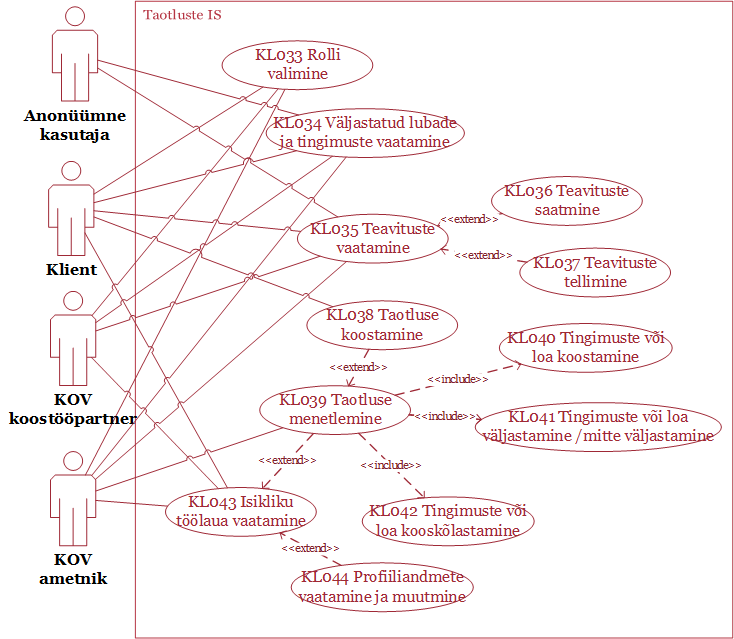 Taotluste IS
Anonüümne
kasutaja
KL033 Rolli
valimine
KL034 Väljastatud lubade
ja tingimuste vaatamine
Klient
KL035 Teavituste
vaatamine
KL036 Teavituste
saatmine
<<extend>>
KL037 Teavituste
tellimine
<<extend>>
KOV
koostööpartner
KL038 Taotluse
koostamine
<<extend>>
KL039 Taotluse
menetlemine
KL040 Tingimuste või
loa koostamine
<<include>>
KL041 Tingimuste või loa
väljastamine /mitte väljastamine
<<include>>
<<extend>>
<<include>>
KOV
ametnik
KL043 Isikliku
töölaua vaatamine
KL042 Tingimuste või
loa kooskõlastamine
<<extend>>
KL044 Profiiliandmete
vaatamine ja muutmine